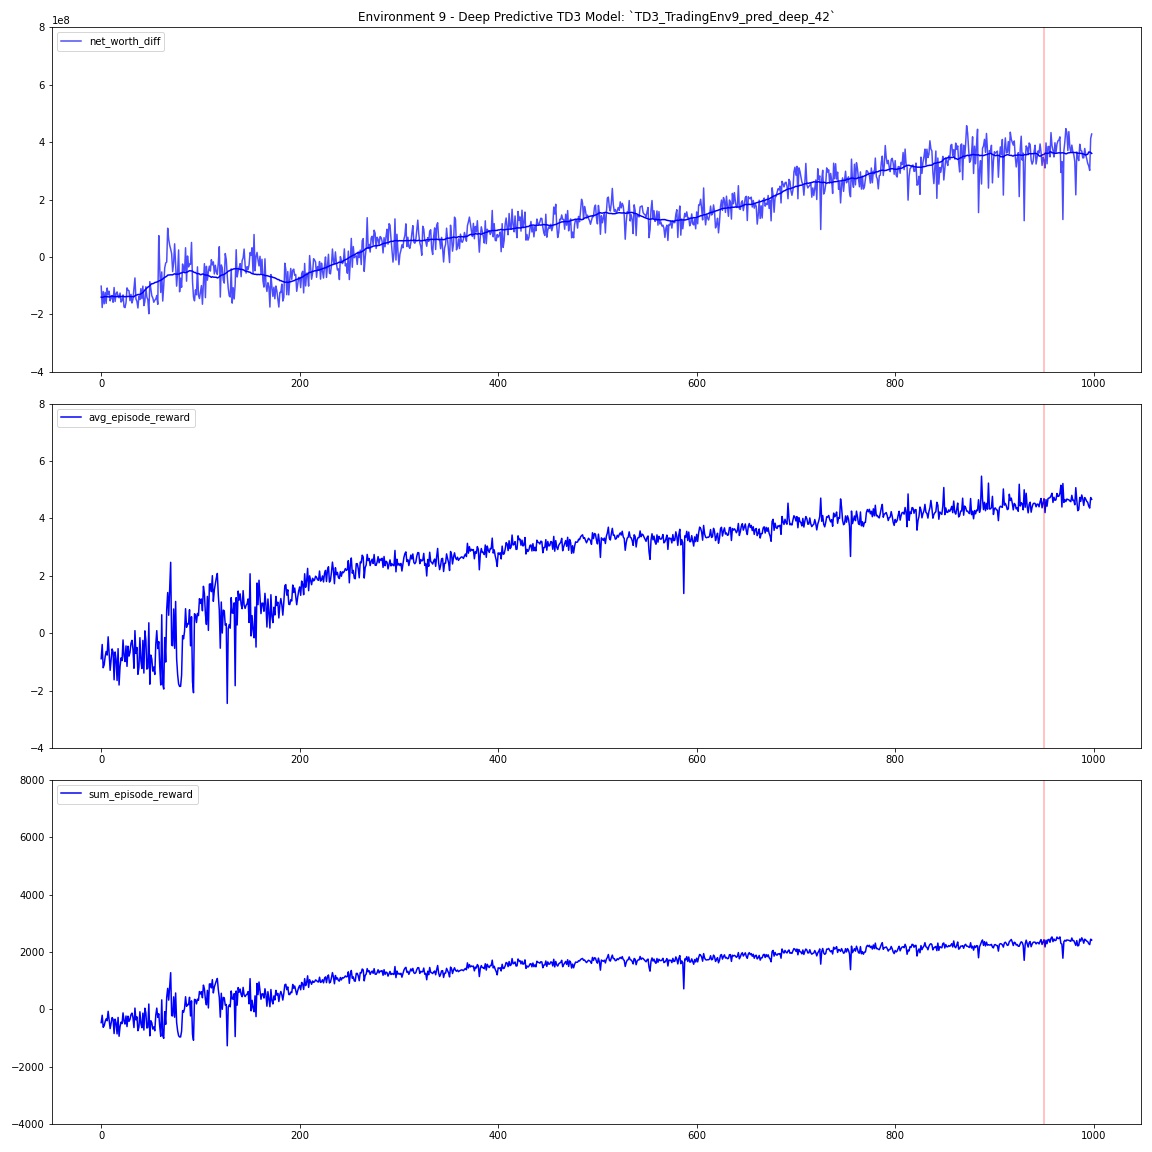 Environment 9 - Deep Predictive TD3 Model: `TD3_TradingEnv9_pred_deep_42`
1e8
8
net_worth_diff
6
4
2
0
−2
−4
0 200 400 600 800 1000
8
avg_episode_reward
6
4
2
0
−2
−4
0 200 400 600 800 1000
8000
sum_episode_reward
6000
4000
2000
0
−2000
−4000
0 200 400 600 800 1000